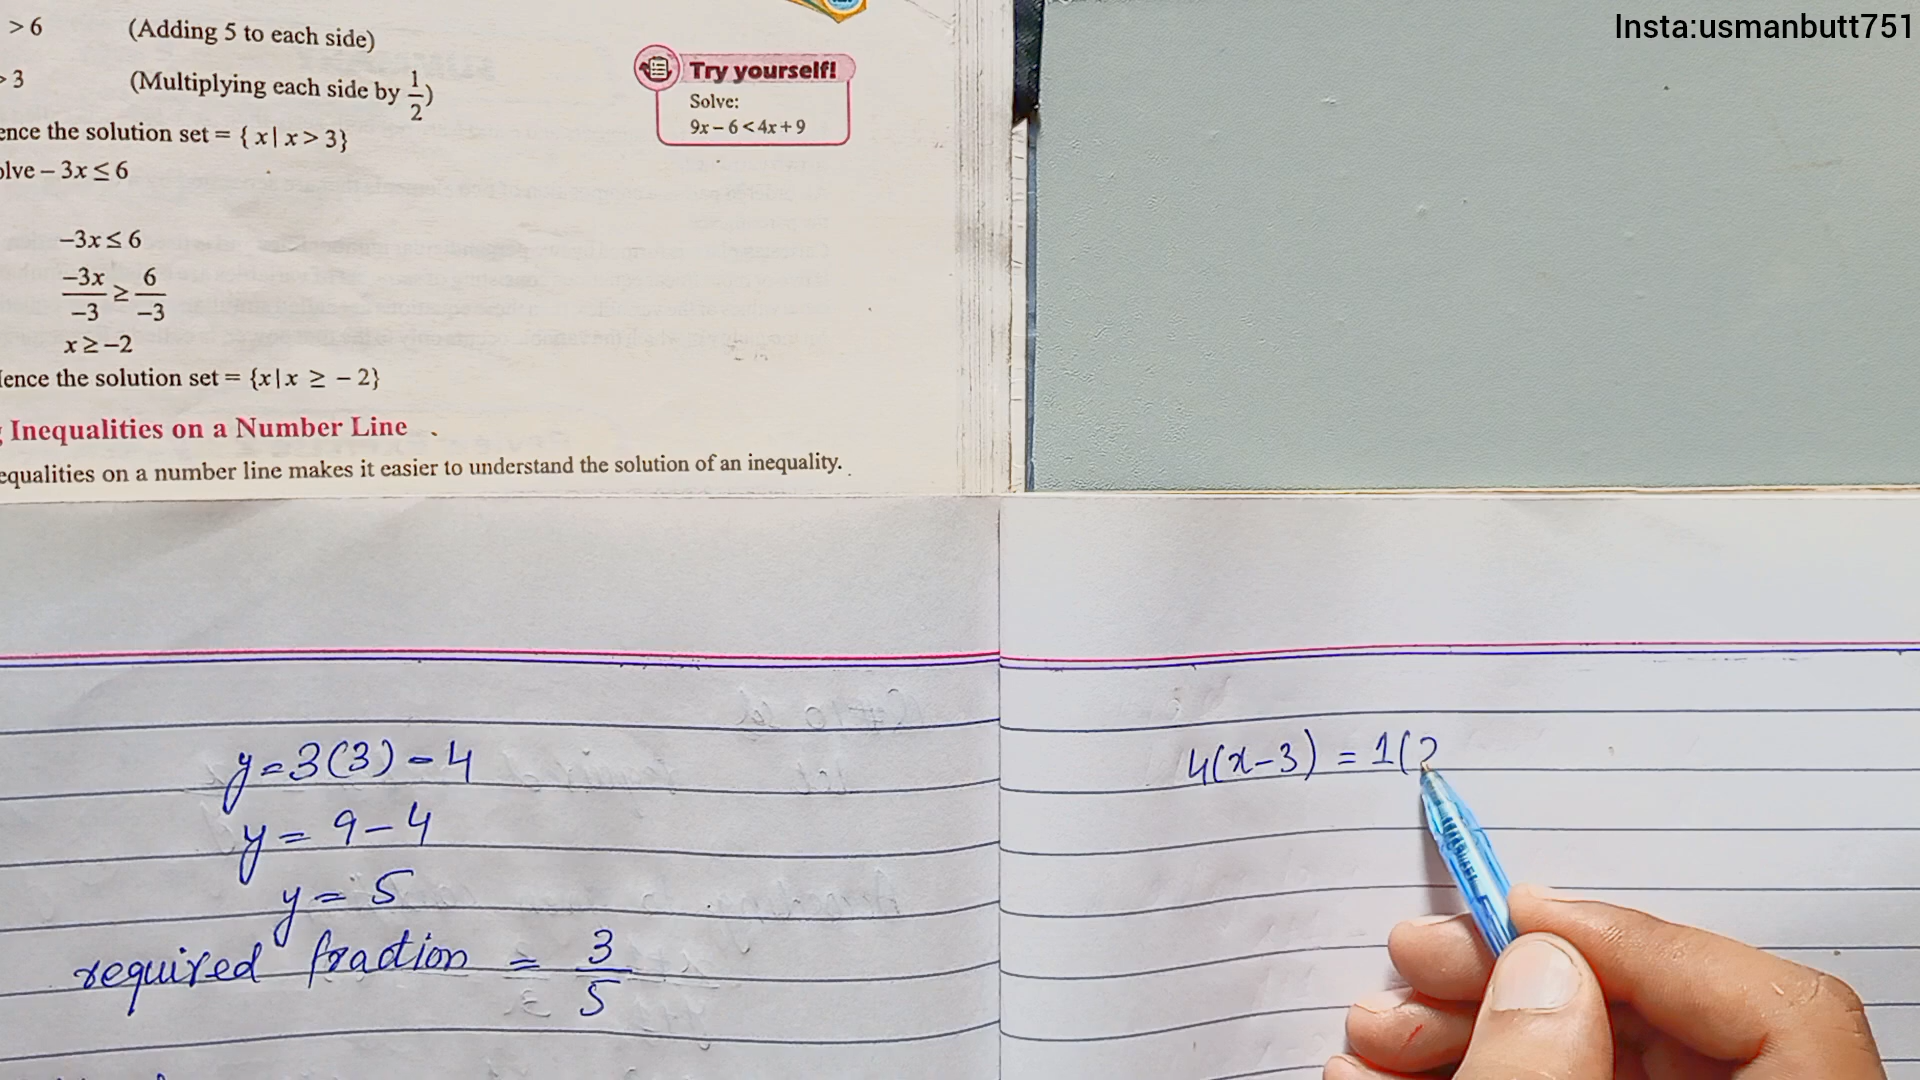 Insta:usmanbutt751
> 6 (Adding 5 to each side)
> 3 (Multiplying each side by 1/2)
ence the solution set = { x | x > 3}
olve – 3x ≤ 6
–3x ≤ 6
–3x/–3 ≥ 6/–3
x ≥ –2
ence the solution set = {x | x ≥ – 2}
Inequalities on a Number Line
equalities on a number line makes it easier to understand the solution of an inequality.
Try yourself!
Solve:
9x – 6 < 4x + 9
y = 3(3) - 4
y = 9 - 4
y = 5
required fraction = 3/5
4(x-3) = 1(